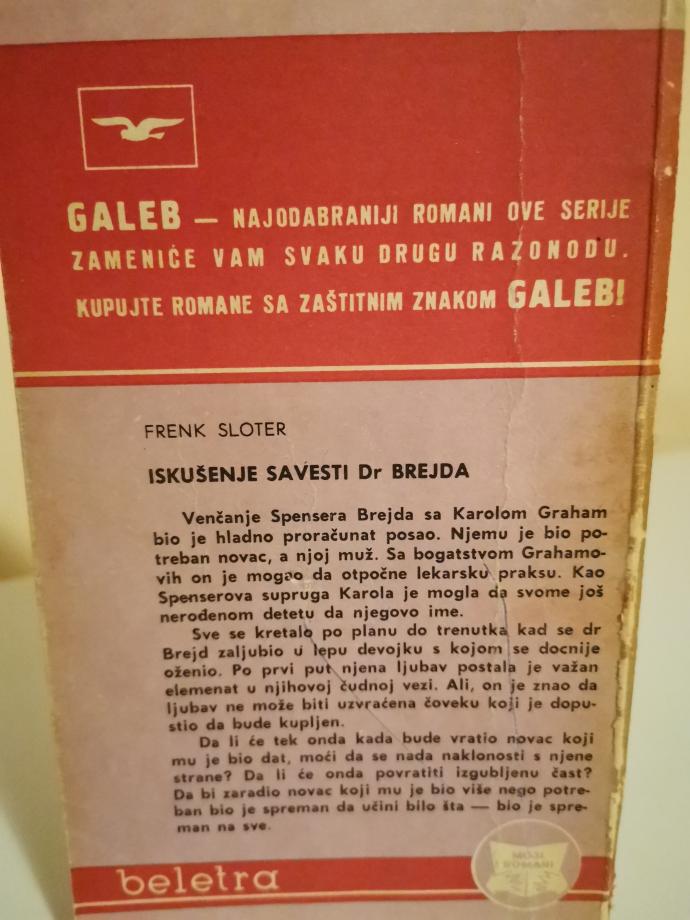 GALEB — NAJODABRANIJI ROMANI OVE SERIJE
ZAMENIĆE VAM SVAKU DRUGU RAZONODU.
KUPUJTE ROMANE SA ZAŠTITNIM ZNAKOM GALEB!
FRENK SLOTER
ISKUŠENJE SAVESTI Dr BREJDA
Venčanje Spensera Brejda sa Karolom Graham
bio je hladno proračunat posao. Njemu je bio po-
treban novac, a njoj muž. Sa bogatstvom Grahamo-
vih on je mogao da otpočne lekarsku praksu. Kao
Spenserova supruga Karola je mogla da svome još
nerođenom detetu da njegovo ime.
Sve se kretalo po planu do trenutka kad se dr
Brejd zaljubio u lepu devojku s kojom se docnije
oženio. Po prvi put njena ljubav postala je važan
elemenat u njihovoj čudnoj vezi. Ali, on je znao da
ljubav ne može biti uzvraćena čoveku koji je dopu-
stio da bude kupljen.
Da li će tek onda kada bude vratio novac koji
mu je bio dat, moći da se nada naklonosti s njene
strane? Da li će onda povratiti izgubljenu čast?
Da bi zaradio novac koji mu je bio više nego potre-
ban bio je spreman da učini bilo šta — bio je spre-
man na sve.
MOJI
ROMANI
beletra